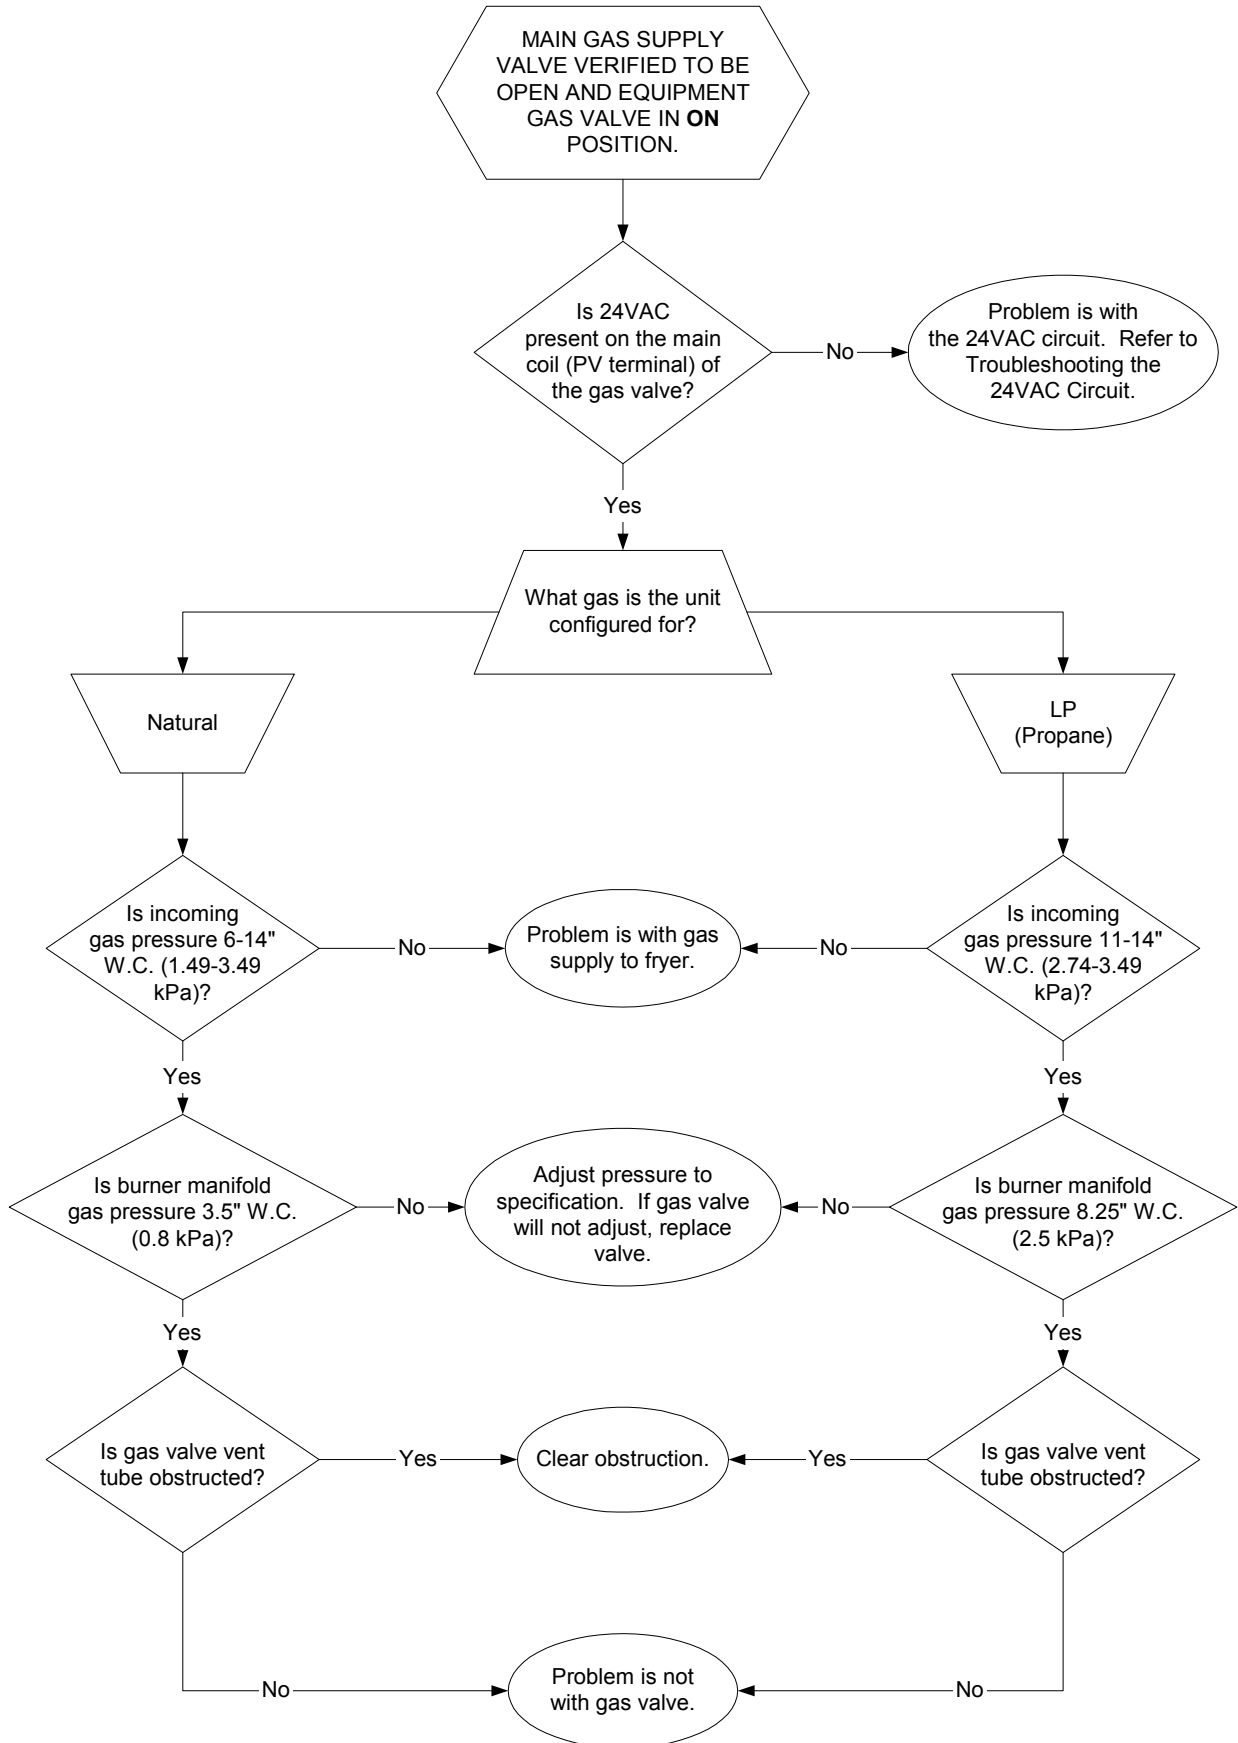 MAIN GAS SUPPLY
VALVE VERIFIED TO BE
OPEN AND EQUIPMENT
GAS VALVE IN ON
POSITION.
Is 24VAC
present on the main
coil (PV terminal) of
the gas valve?
No
Problem is with
the 24VAC circuit. Refer to
Troubleshooting the
24VAC Circuit.
Yes
What gas is the unit
configured for?
Natural
LP
(Propane)
Is incoming
gas pressure 6-14"
W.C. (1.49-3.49
kPa)?
No
Problem is with gas
supply to fryer.
No
Is incoming
gas pressure 11-14"
W.C. (2.74-3.49
kPa)?
Yes
Yes
Is burner manifold
gas pressure 3.5" W.C.
(0.8 kPa)?
No
Adjust pressure to
specification. If gas valve
will not adjust, replace
valve.
No
Is burner manifold
gas pressure 8.25" W.C.
(2.5 kPa)?
Yes
Yes
Is gas valve vent
tube obstructed?
Yes
Clear obstruction.
Yes
Is gas valve vent
tube obstructed?
No
Problem is not
with gas valve.
No